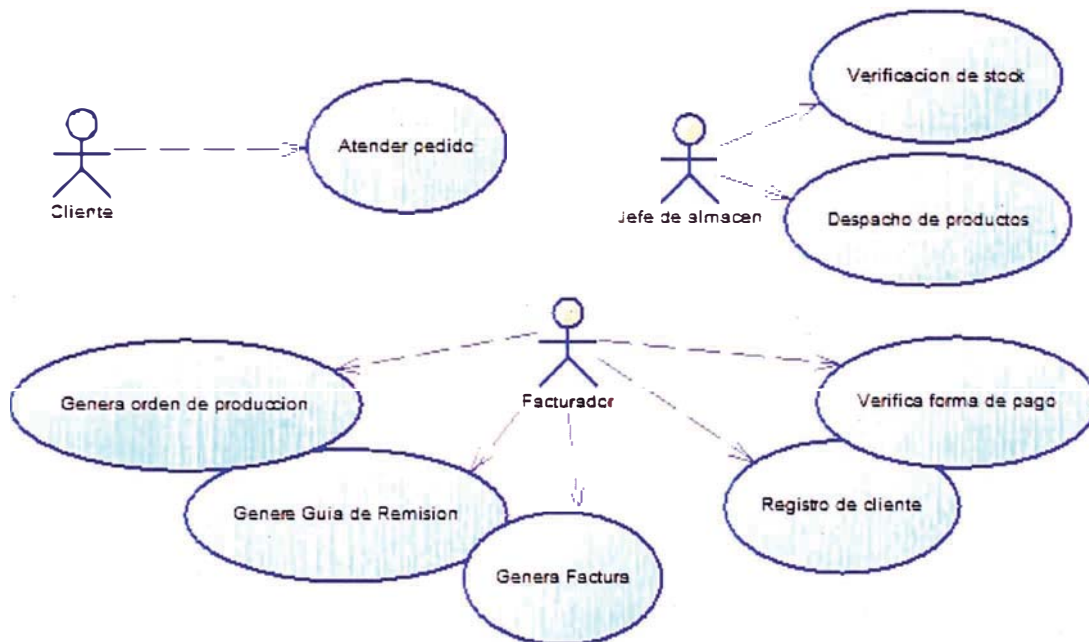 Verificacion de stock
Atender pedido
Cliente
Jefe de almacen
Despacho de productos
Facturador
Genera orden de produccion
Verifica forma de pago
Genere Guia de Remision
Registro de cliente
Genera Factura